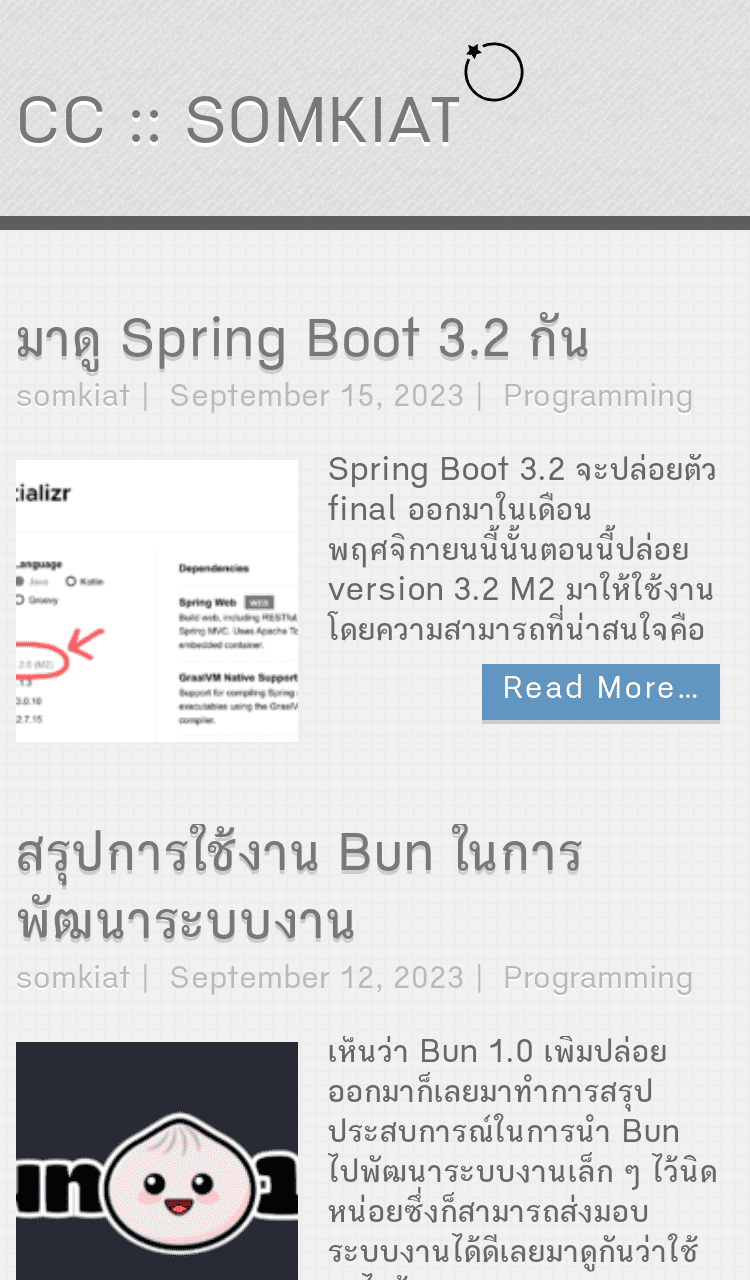 CC :: SOMKIAT
มาดู Spring Boot 3.2 กัน
somkiat | September 15, 2023 | Programming
tializr
Language
Dependencies
Java Kotlin
Groovy
Spring Web WEB
Build web, including RESTful,
Spring MVC. Uses Apache To
embedded container.
GraalVM Native Support
Support for compiling Spring
executables using the GraalV
compiler.
.2.0 (M2)
3.0.10
2.7.15
Spring Boot 3.2 จะปล่อยตัว
final ออกมาในเดือน
พฤศจิกายนนี้นั้นตอนนี้ปล่อย
version 3.2 M2 มาให้ใช้งาน
โดยความสามารถที่น่าสนใจคือ
Read More...
สรุปการใช้งาน Bun ในการ
พัฒนาระบบงาน
somkiat | September 12, 2023 | Programming
เห็นว่า Bun 1.0 เพิ่มปล่อย
ออกมาก็เลยมาทำการสรุป
ประสบการณ์ในการนำ Bun
ไปพัฒนาระบบงานเล็ก ๆ ไว้นิด
หน่อยซึ่งก็สามารถส่งมอบ
ระบบงานได้ดีเลยมาดูกันว่าใช้